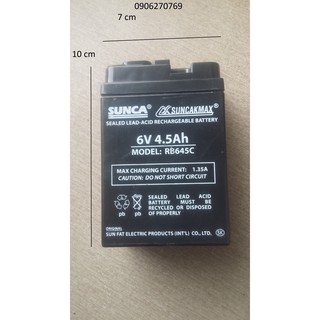 0906270769
7 cm
10 cm
SUNCA® SUNCAKMAX®
SEALED LEAD-ACID RECHARGEABLE BATTERY
6V 4.5Ah
MODEL: RB645C
MAX CHARGING CURRENT: 1.35A
CAUTION: DO NOT SHORT CIRCUIT
SEALED LEAD ACID
BATTERY MUST BE
RECYCLED OR DISPOSED
OF PROPERLY
pb pb
ORIGINAL
SUN FAT ELECTRIC PRODUCTS (INT'L) CO., LTD.